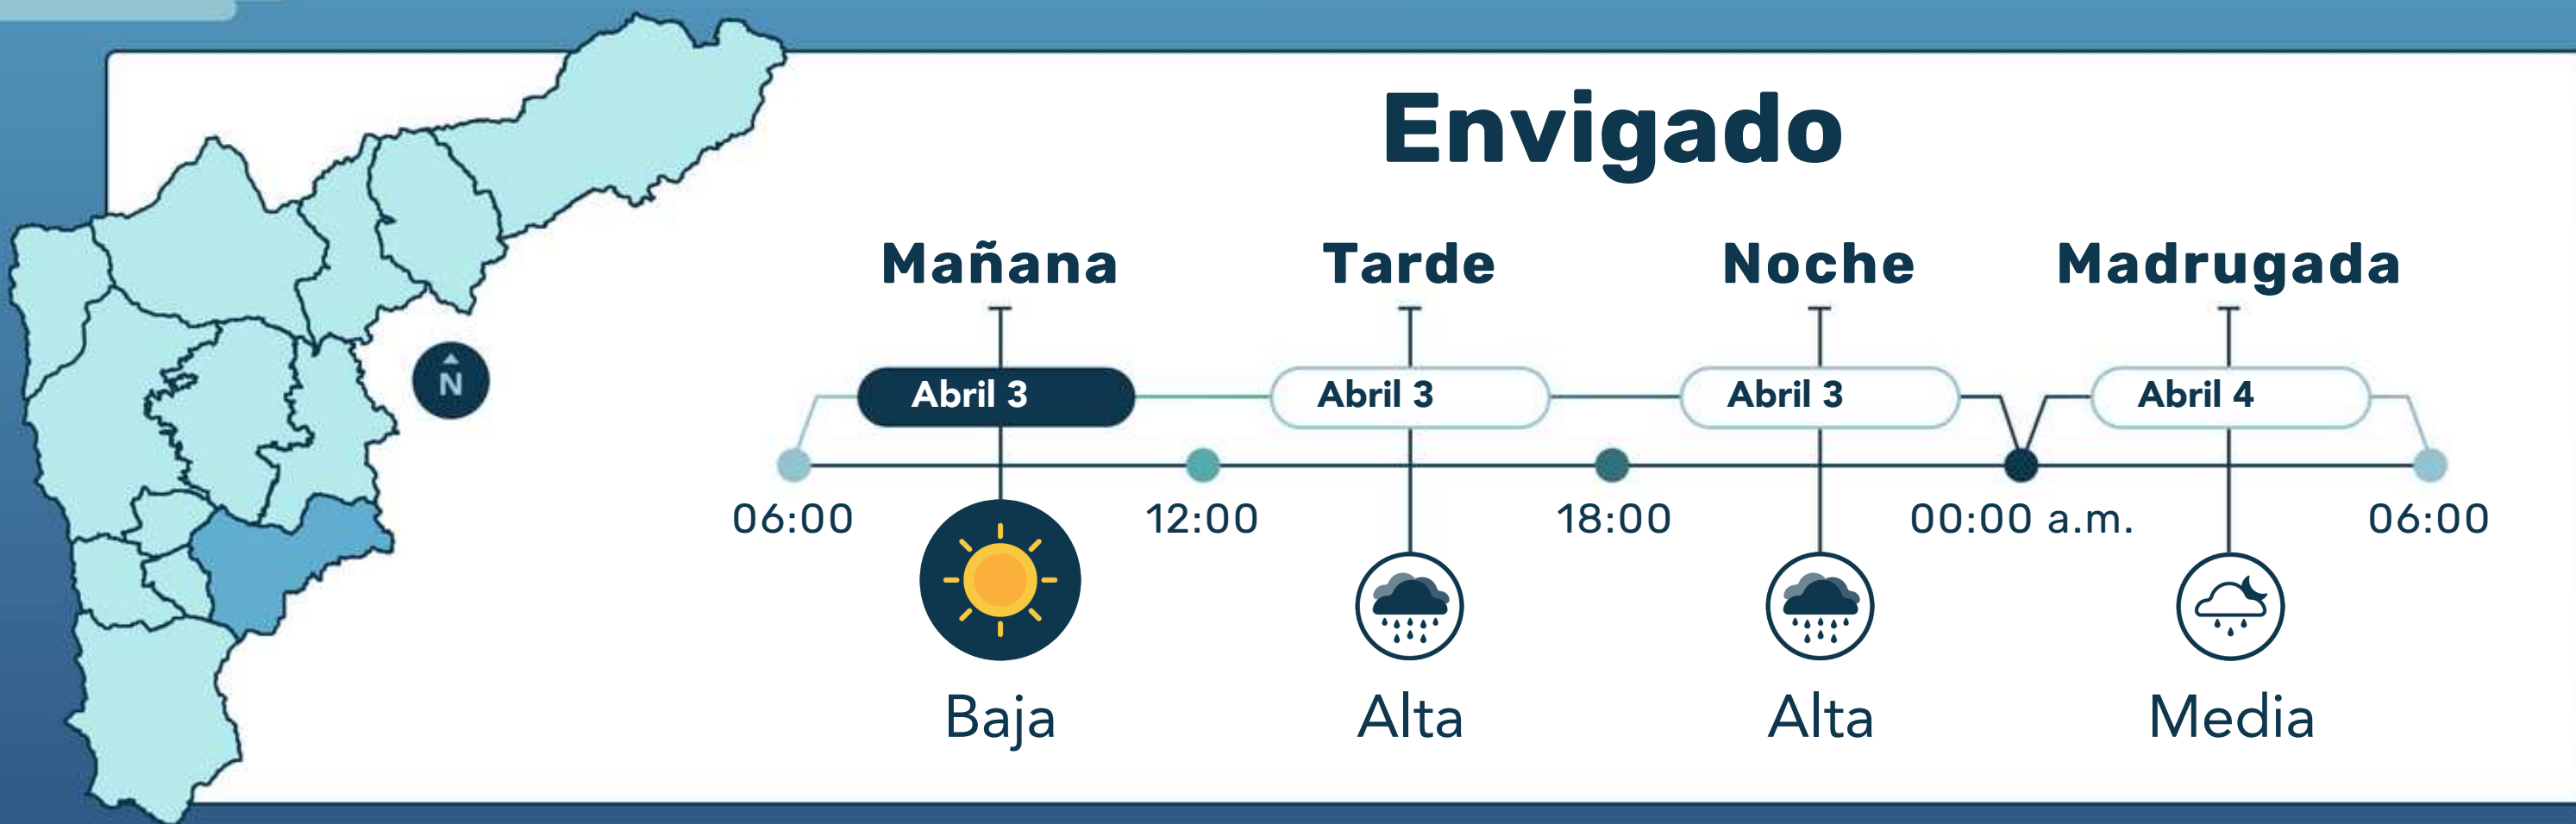 Envigado
Mañana Tarde Noche Madrugada
Abril 3 Abril 3 Abril 3 Abril 4
N
06:00 12:00 18:00 00:00 a.m. 06:00
Baja Alta Alta Media